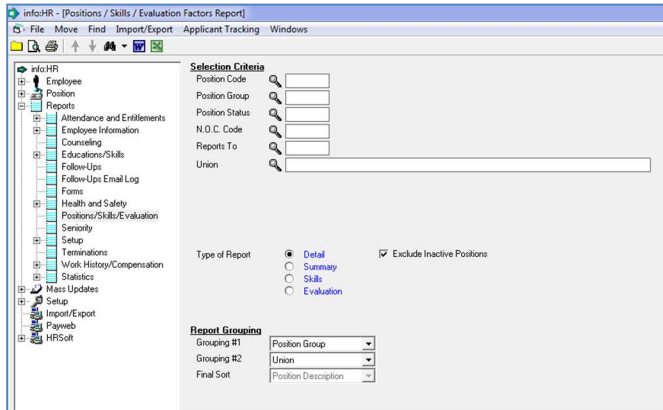 info:HR - [Positions / Skills / Evaluation Factors Report]
File Move Find Import/Export Applicant Tracking Windows
info:HR
Employee
Position
Reports
Attendance and Entitlements
Employee Information
Counseling
Educations/Skills
Follow-Ups
Follow-Ups Email Log
Forms
Health and Safety
Positions/Skills/Evaluation
Seniority
Setup
Terminations
Work History/Compensation
Statistics
Mass Updates
Setup
Import/Export
Payweb
HRSoft
Selection Criteria
Position Code
Position Group
Position Status
N.O.C. Code
Reports To
Union
Type of Report
Detail
Exclude Inactive Positions
Summary
Skills
Evaluation
Report Grouping
Grouping #1 Position Group
Grouping #2 Union
Final Sort Position Description